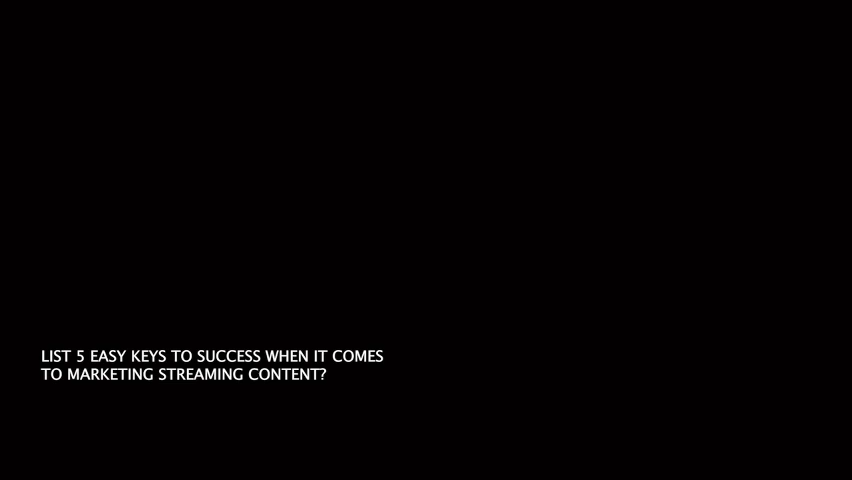 LIST 5 EASY KEYS TO SUCCESS WHEN IT COMES
TO MARKETING STREAMING CONTENT?